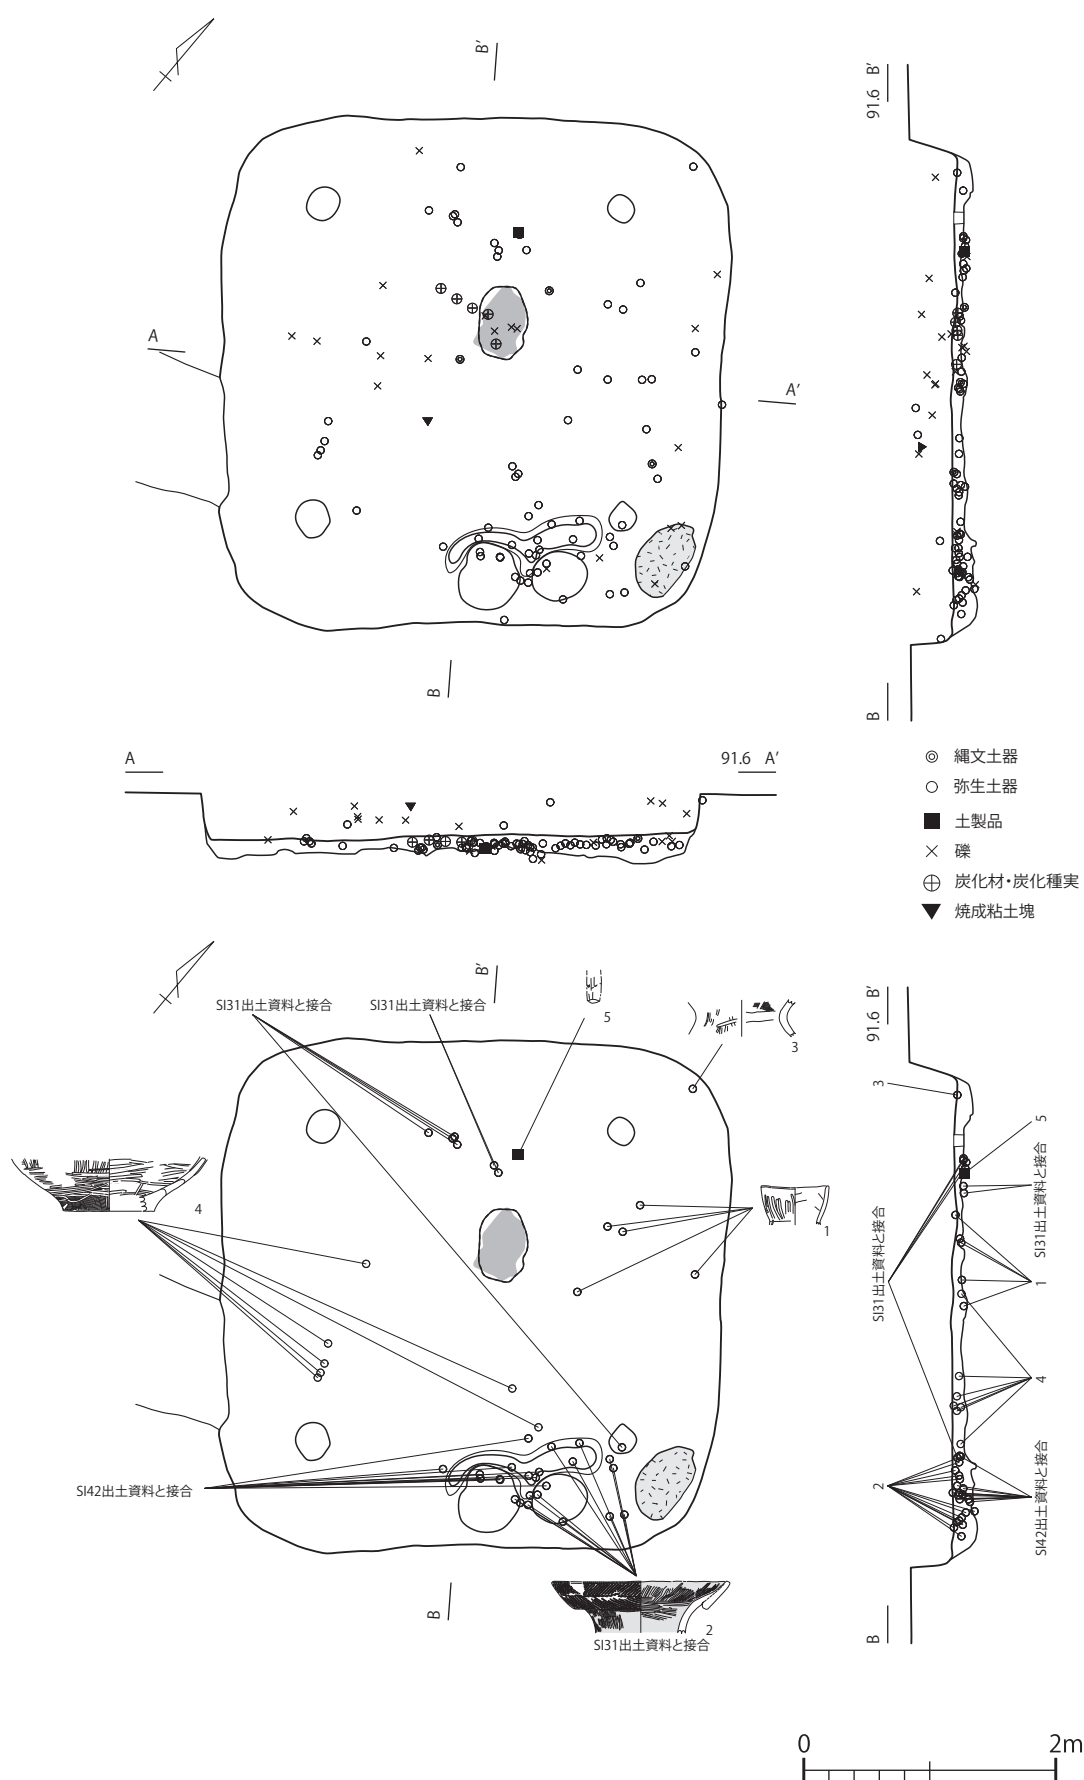 B′
91.6 B′
A
A′
B
B
A
91.6 A′
縄文土器
弥生土器
土製品
礫
炭化材・炭化種実
焼成粘土塊
B′
91.6 B′
SI31出土資料と接合
SI31出土資料と接合
5
3
3
5
SI31出土資料と接合
4
1
SI31出土資料と接合
1
4
SI42出土資料と接合
2
SI42出土資料と接合
B
B
2
SI31出土資料と接合
0
2m